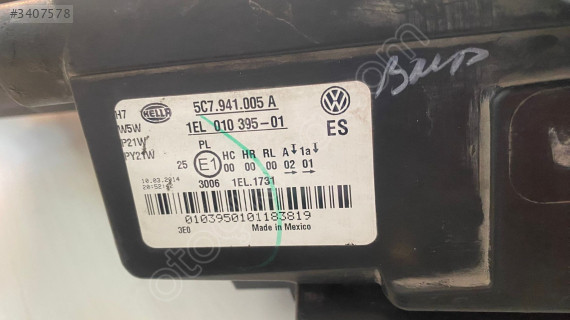 #3407578
HELLA
5C7.941.005 A
1EL 010 395-01
ES
H7
W5W
P21W
PY21W
PL
25
E1
HC HR RL A 1a
00 00 00 02 01
3006 1EL.1731
10.03.2014
0103950101183819
3E0
Made in Mexico